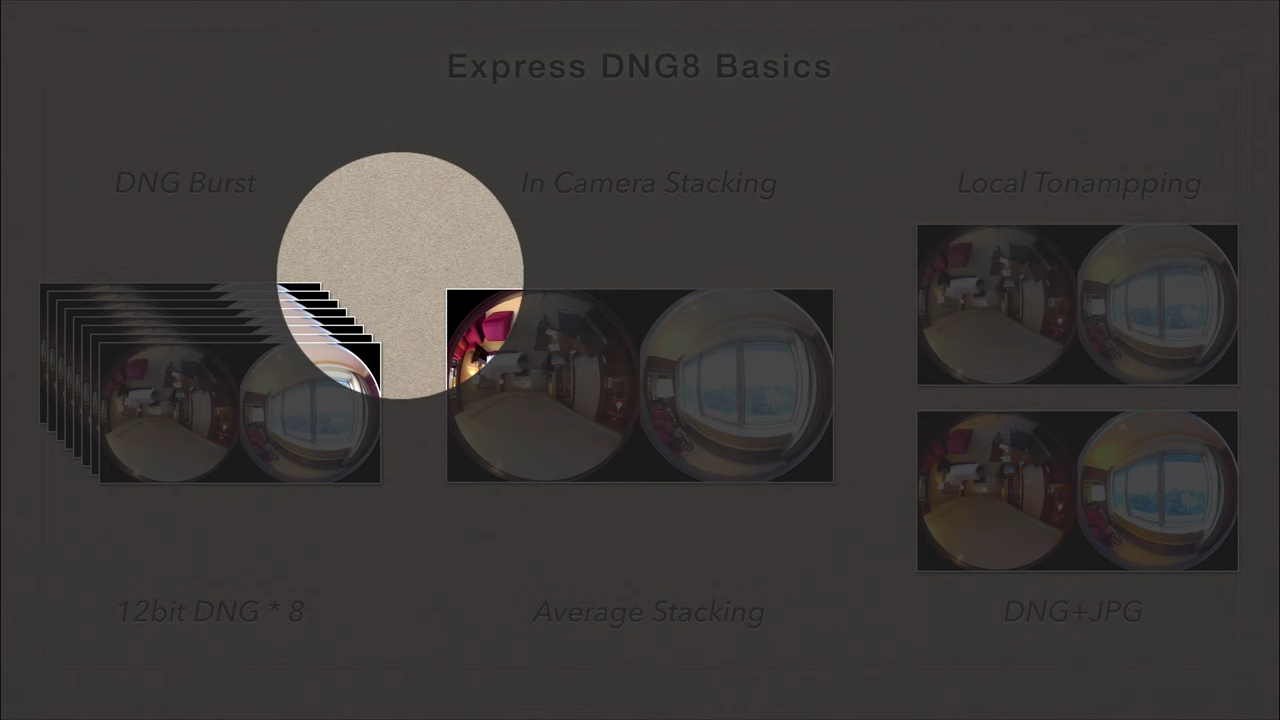 Express DNG8 Basics
DNG Burst
In Camera Stacking
Local Tonampping
12bit DNG * 8
Average Stacking
DNG+JPG